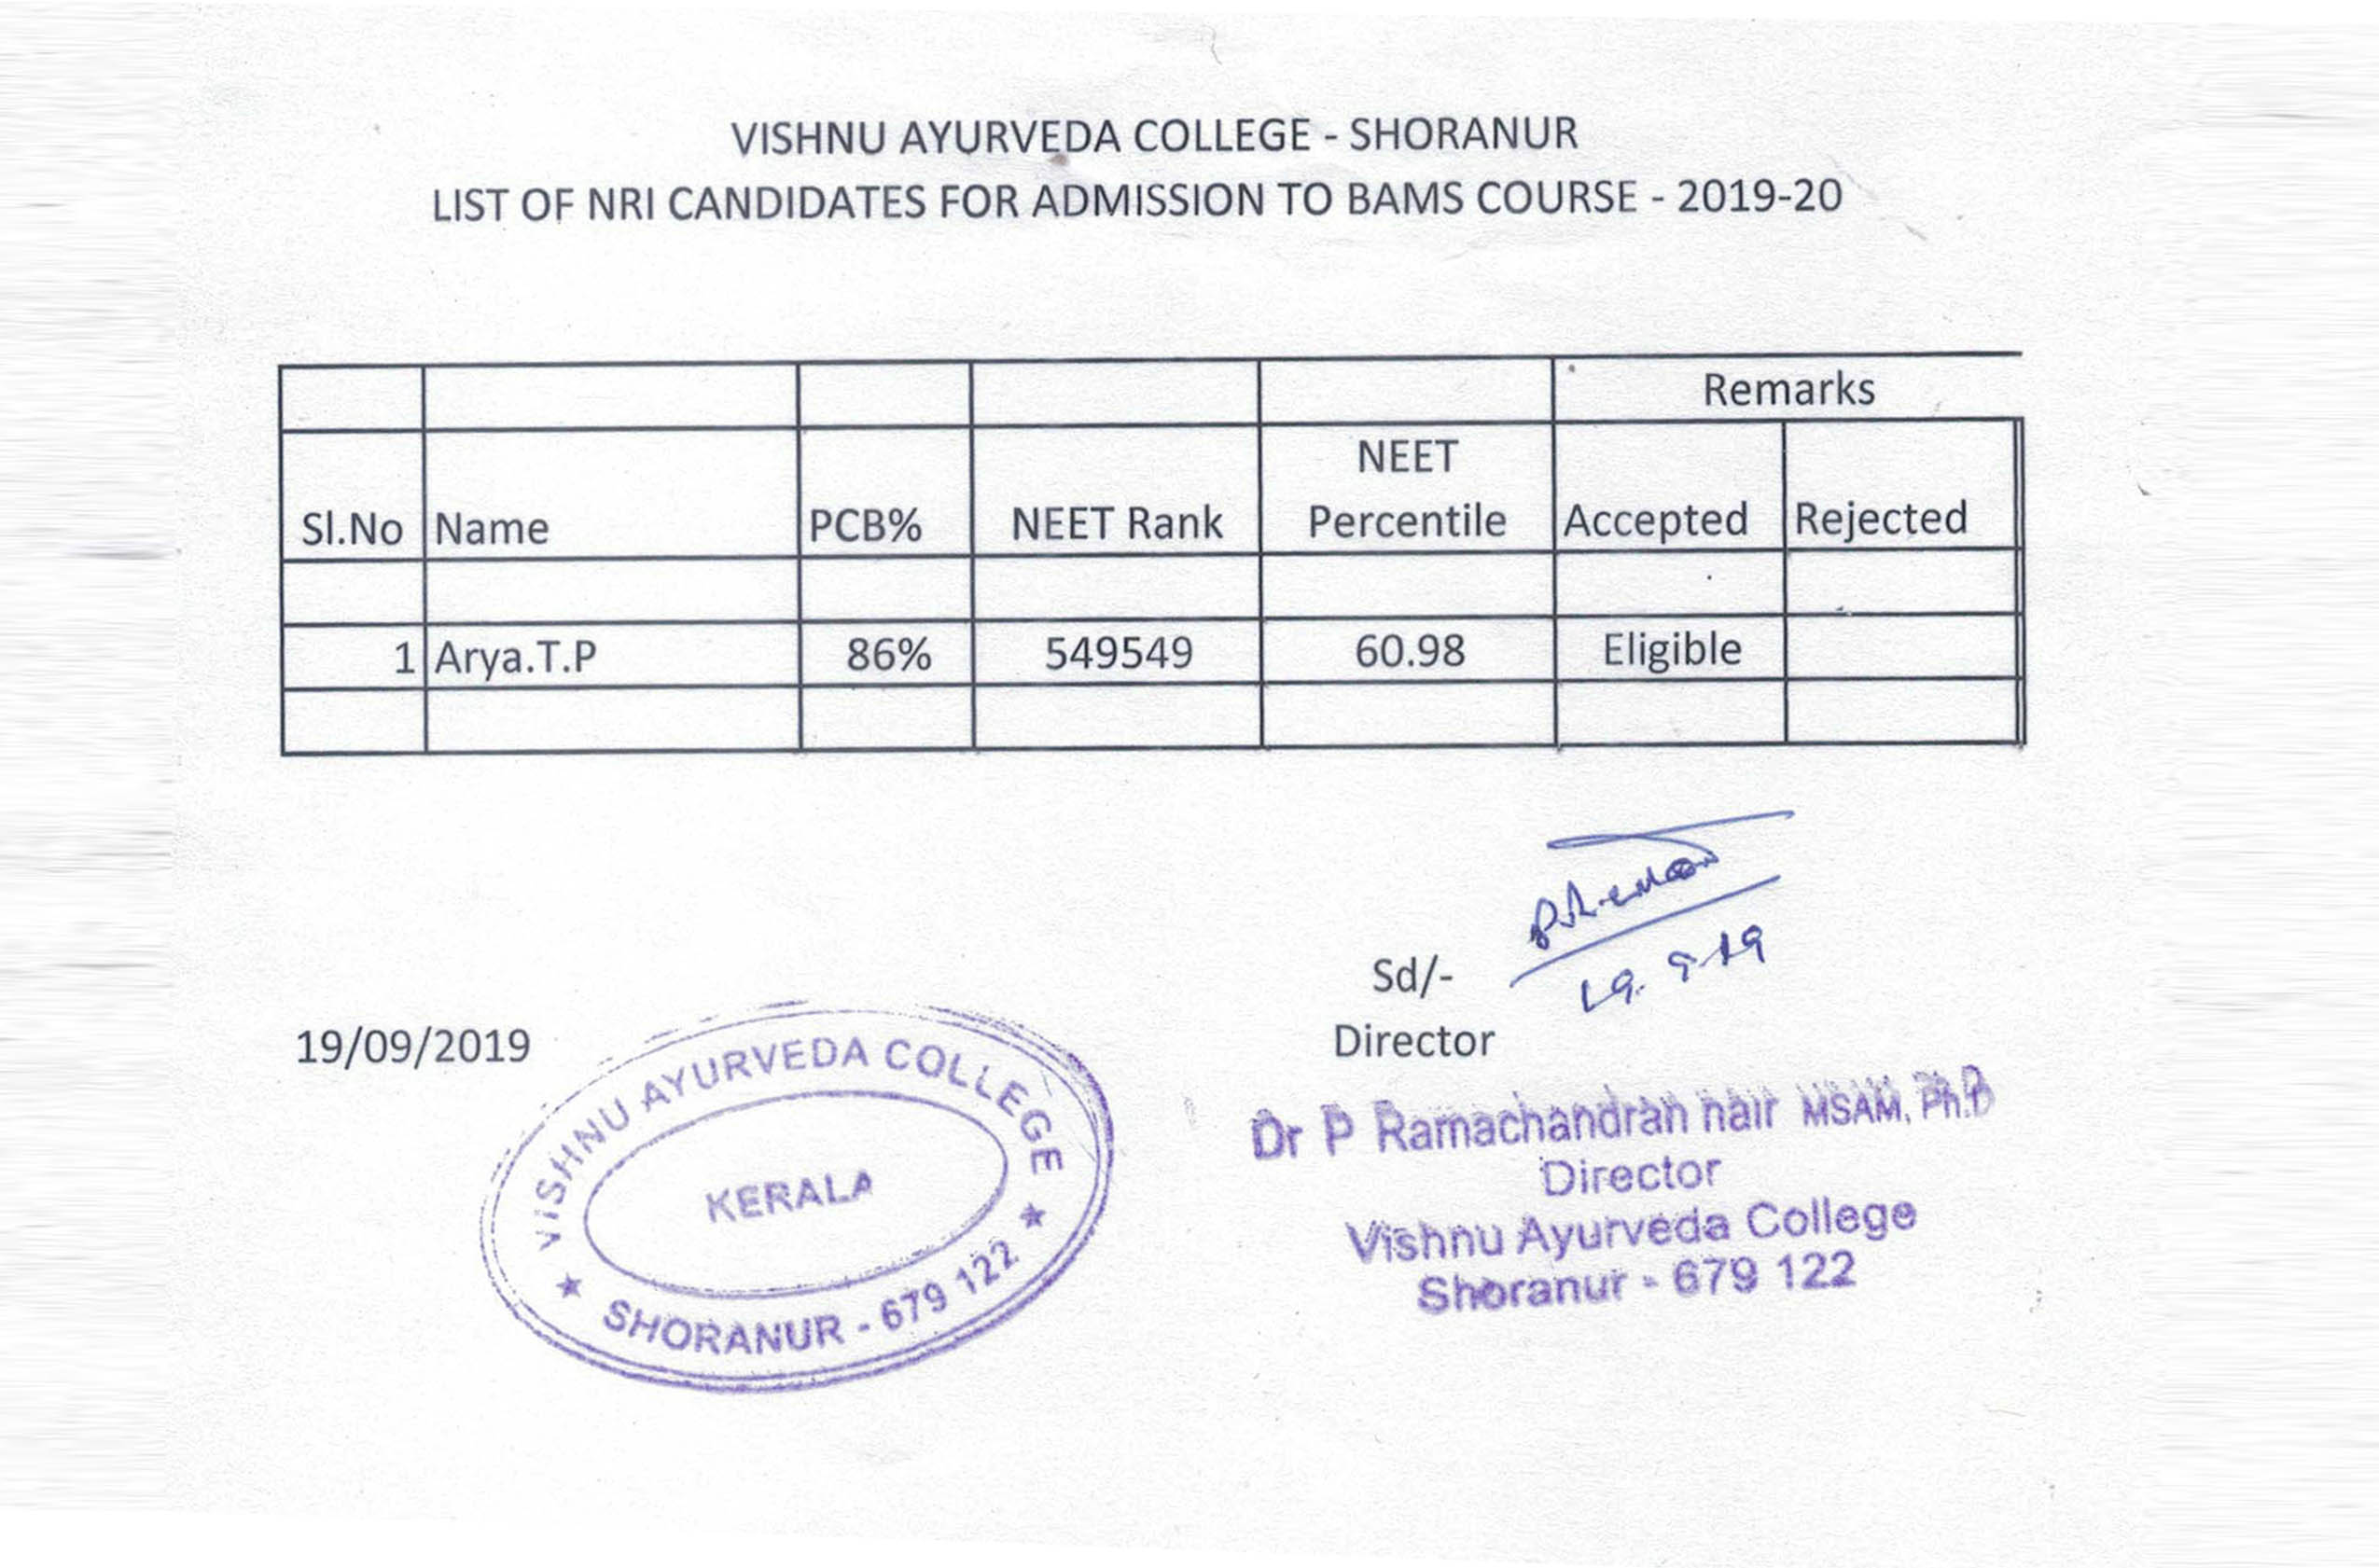 VISHNU AYURVEDA COLLEGE - SHORANUR
LIST OF NRI CANDIDATES FOR ADMISSION TO BAMS COURSE - 2019-20
Remarks
Sl.No Name PCB% NEET Rank NEET Percentile Accepted Rejected
1 Arya.T.P 86% 549549 60.98 Eligible
Sd/-
19.9.19
19/09/2019
Director
VISHNU AYURVEDA COLLEGE
KERALA
SHORANUR - 679 122
Dr P Ramachandran nair MSAM, Ph.D
Director
Vishnu Ayurveda College
Shoranur - 679 122